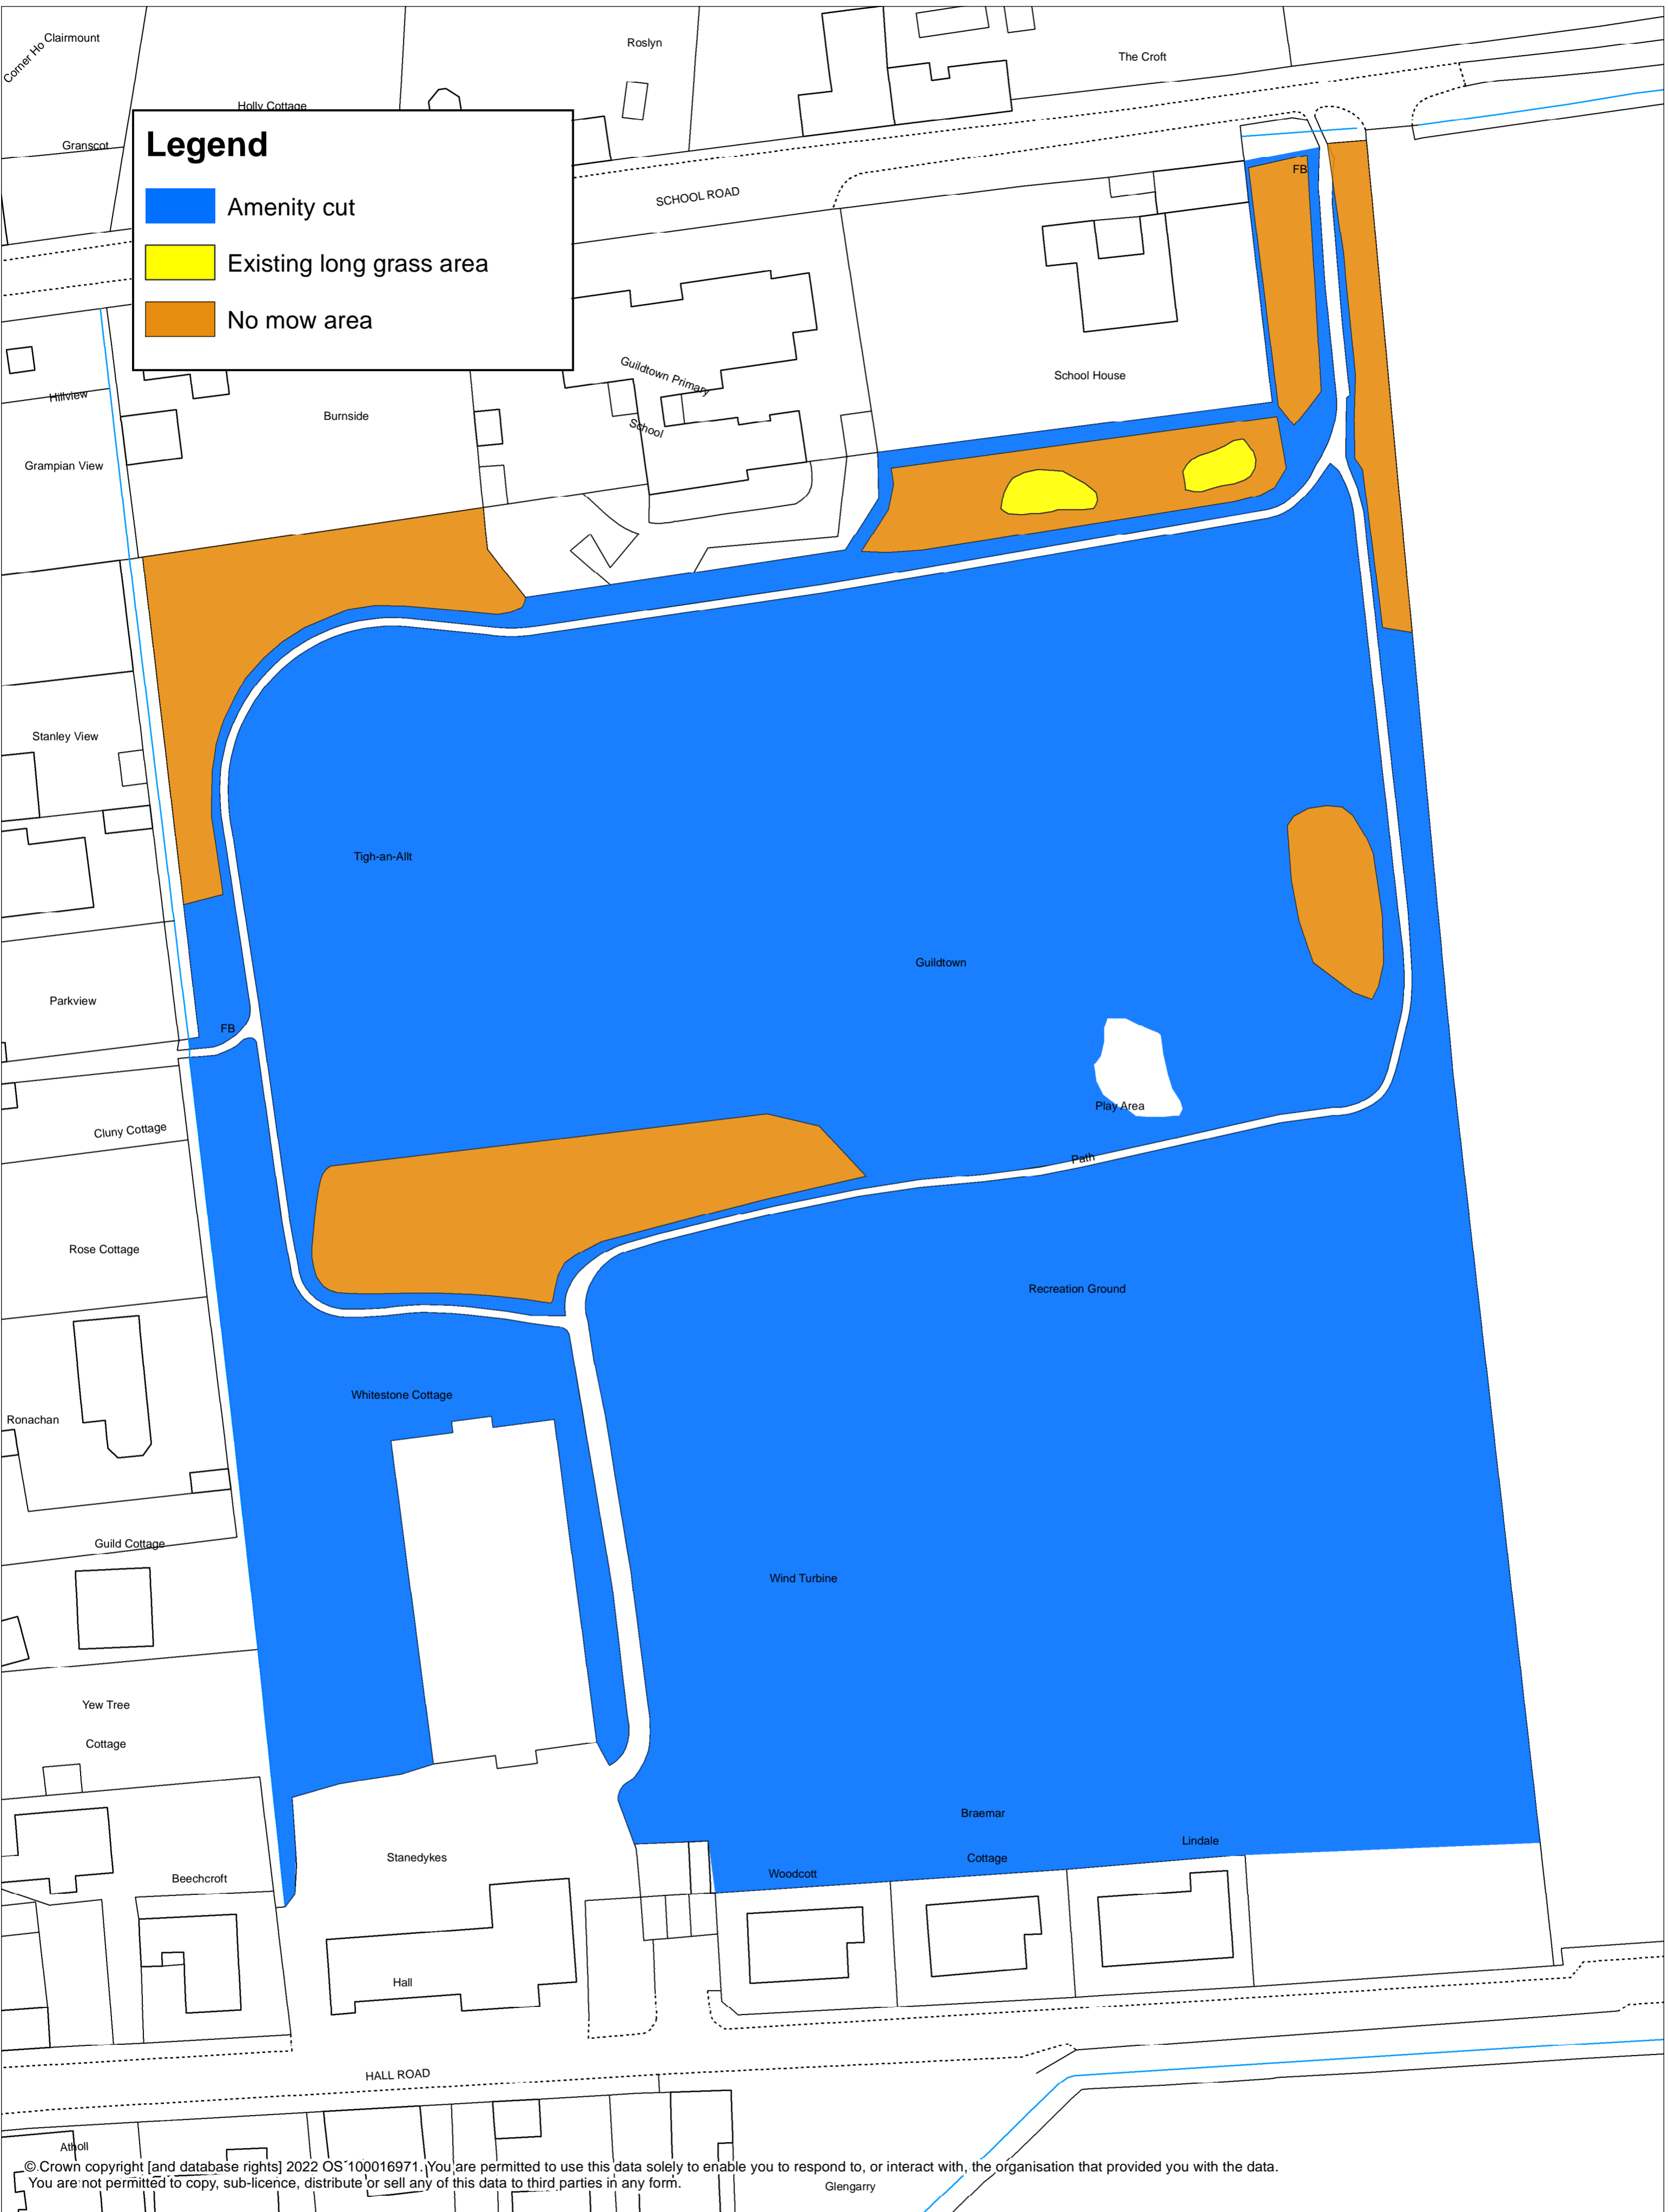 Clairmount
Corner Ho
Roslyn
The Croft
Holly Cottage
Granscot
Legend
Amenity cut
Existing long grass area
No mow area
SCHOOL ROAD
FB
Guildtown Primary
School
School House
Hillview
Burnside
Grampian View
Stanley View
Tigh-an-Allt
Guildtown
Parkview
FB
Play Area
Cluny Cottage
Path
Rose Cottage
Recreation Ground
Whitestone Cottage
Ronachan
Guild Cottage
Wind Turbine
Yew Tree
Cottage
Braemar
Lindale
Stanedykes
Cottage
Woodcott
Beechcroft
Hall
HALL ROAD
Atholl
© Crown copyright [and database rights] 2022 OS 100016971. You are permitted to use this data solely to enable you to respond to, or interact with, the organisation that provided you with the data.
You are not permitted to copy, sub-licence, distribute or sell any of this data to third parties in any form.
Glengarry